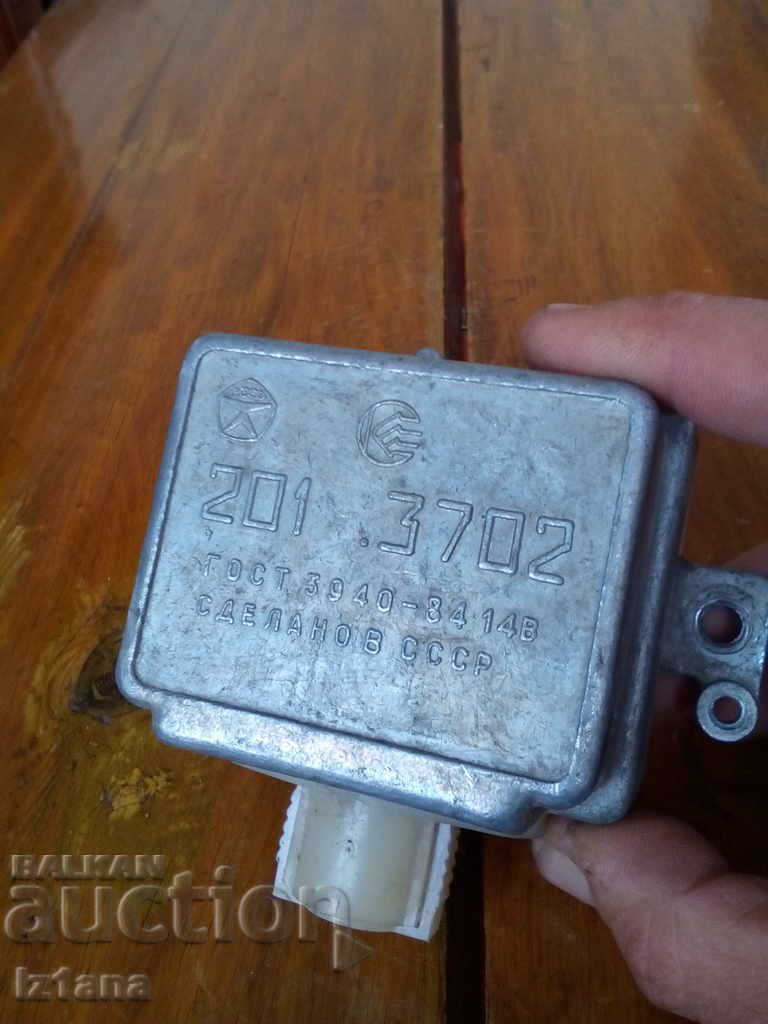 201 .3702
ГОСТ 3940-84 14В
СДЕЛАНО В СССР
BALKAN
auction
Iz1ana